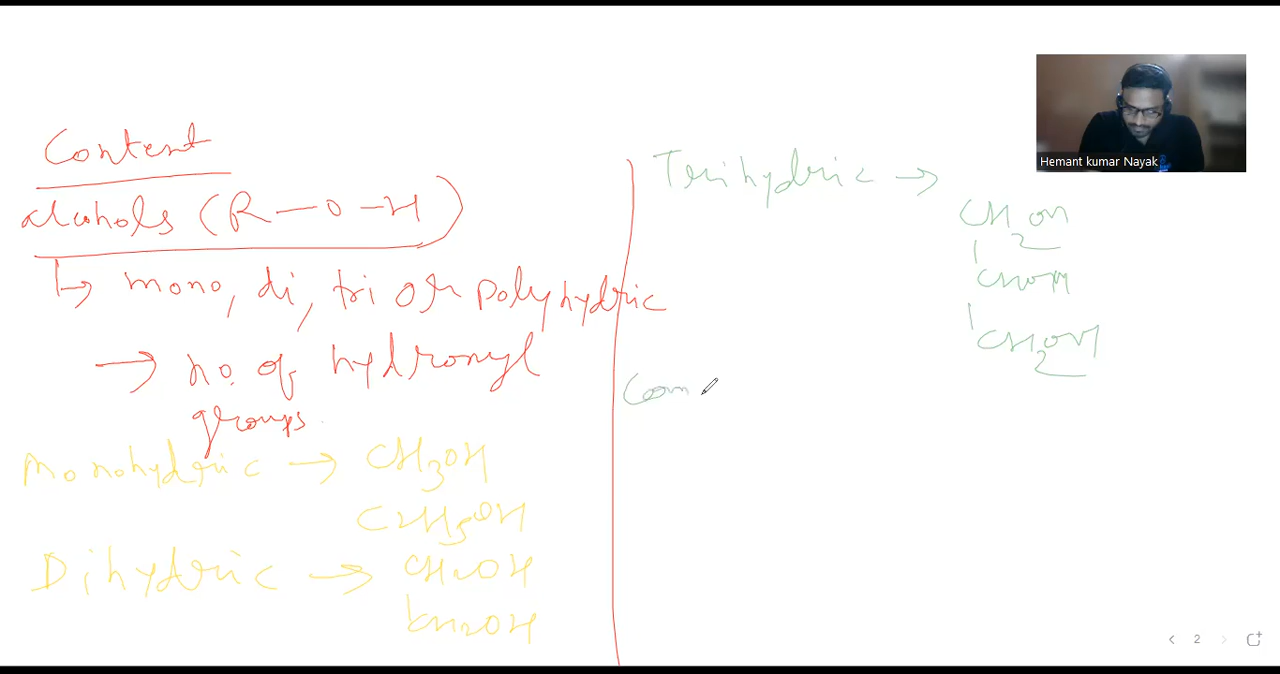 Content
alcohols (R-O-H)
↳ mono, di, tri or polyhydric
→ no. of hydroxyl
groups.
Monohydric → CH3OH
C2H5OH
Dihydric → CH2OH
CH2OH
Trihydric →
CH2OH
CHOH
CH2OH
Com
Hemant kumar Nayak
2